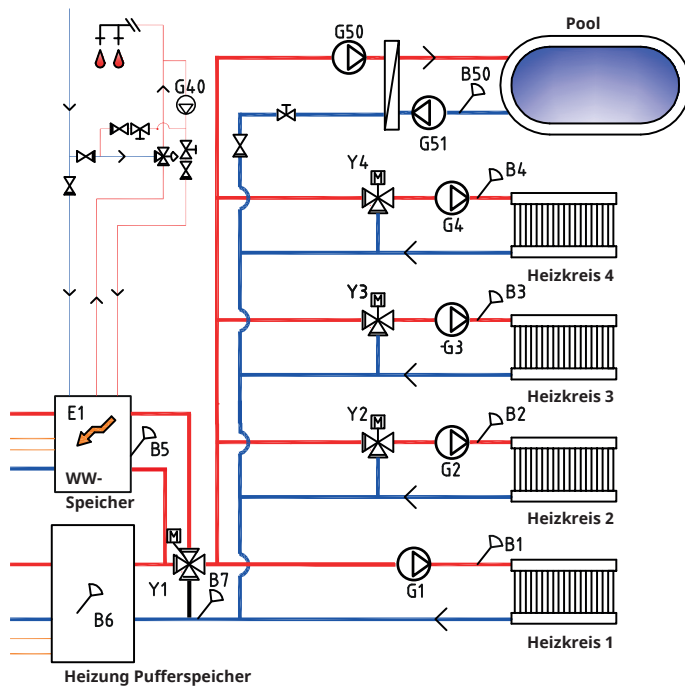 Pool
G50
G40
B50
G51
Y4
B4
G4
Heizkreis 4
Y3
B3
-G3
Heizkreis 3
Y2
B2
G2
Heizkreis 2
E1
B5
WW-
Speicher
M
M
M
M
Y1
B7
B1
G1
B6
Heizkreis 1
Heizung Pufferspeicher